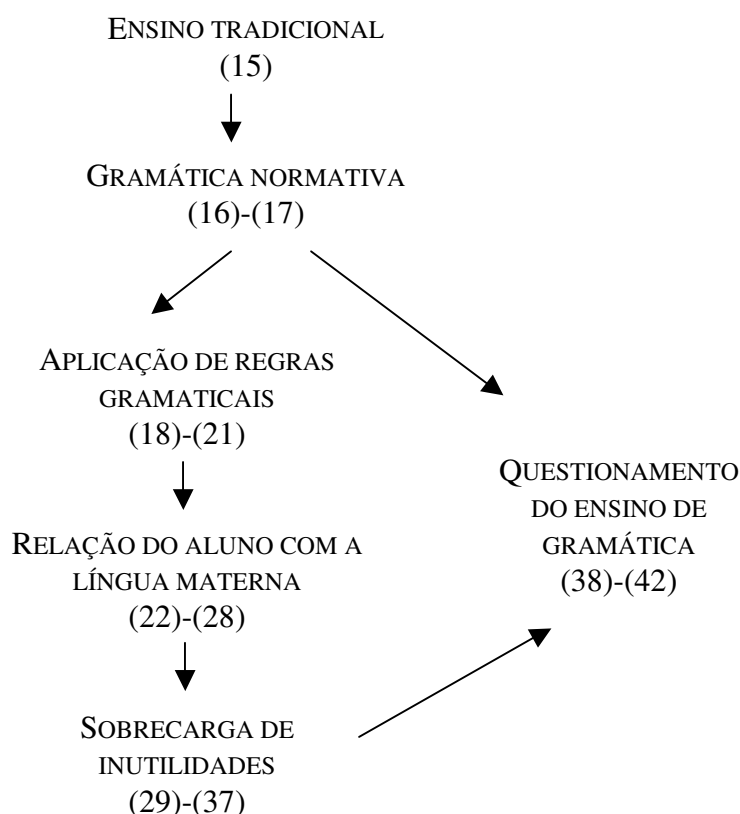 ENSINO TRADICIONAL
(15)
GRAMÁTICA NORMATIVA
(16)-(17)
APLICAÇÃO DE REGRAS
GRAMATICAIS
(18)-(21)
RELAÇÃO DO ALUNO COM A
LÍNGUA MATERNA
(22)-(28)
SOBRECARGA DE
INUTILIDADES
(29)-(37)
QUESTIONAMENTO
DO ENSINO DE
GRAMÁTICA
(38)-(42)